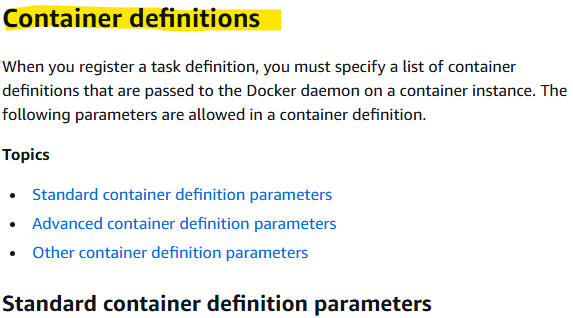 Container definitions
When you register a task definition, you must specify a list of container
definitions that are passed to the Docker daemon on a container instance. The
following parameters are allowed in a container definition.
Topics
• Standard container definition parameters
• Advanced container definition parameters
• Other container definition parameters
Standard container definition parameters